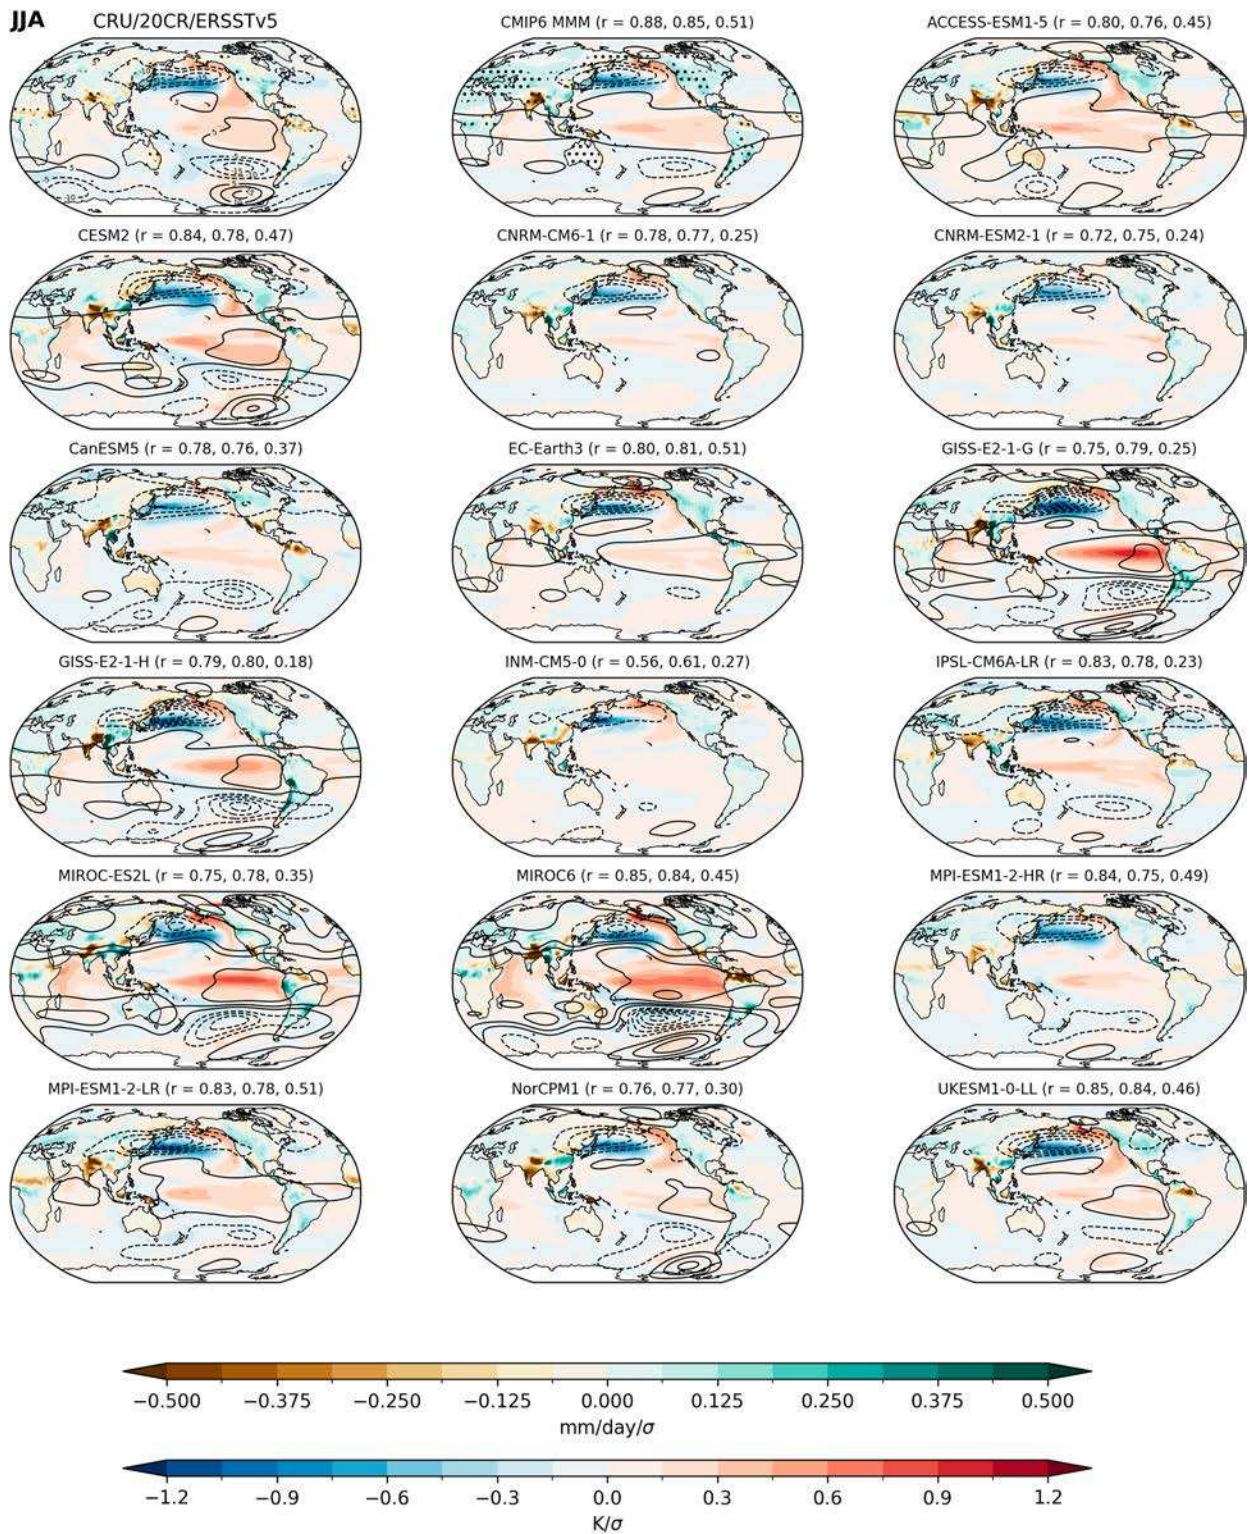 JJA
CRU/20CR/ERSSTv5
CMIP6 MMM (r = 0.88, 0.85, 0.51)
ACCESS-ESM1-5 (r = 0.80, 0.76, 0.45)
CESM2 (r = 0.84, 0.78, 0.47)
CNRM-CM6-1 (r = 0.78, 0.77, 0.25)
CNRM-ESM2-1 (r = 0.72, 0.75, 0.24)
CanESM5 (r = 0.78, 0.76, 0.37)
EC-Earth3 (r = 0.80, 0.81, 0.51)
GISS-E2-1-G (r = 0.75, 0.79, 0.25)
GISS-E2-1-H (r = 0.79, 0.80, 0.18)
INM-CM5-0 (r = 0.56, 0.61, 0.27)
IPSL-CM6A-LR (r = 0.83, 0.78, 0.23)
MIROC-ES2L (r = 0.75, 0.78, 0.35)
MIROC6 (r = 0.85, 0.84, 0.45)
MPI-ESM1-2-HR (r = 0.84, 0.75, 0.49)
MPI-ESM1-2-LR (r = 0.83, 0.78, 0.51)
NorCPM1 (r = 0.76, 0.77, 0.30)
UKESM1-0-LL (r = 0.85, 0.84, 0.46)
−0.500 −0.375 −0.250 −0.125 0.000 0.125 0.250 0.375 0.500
mm/day/σ
−1.2 −0.9 −0.6 −0.3 0.0 0.3 0.6 0.9 1.2
K/σ